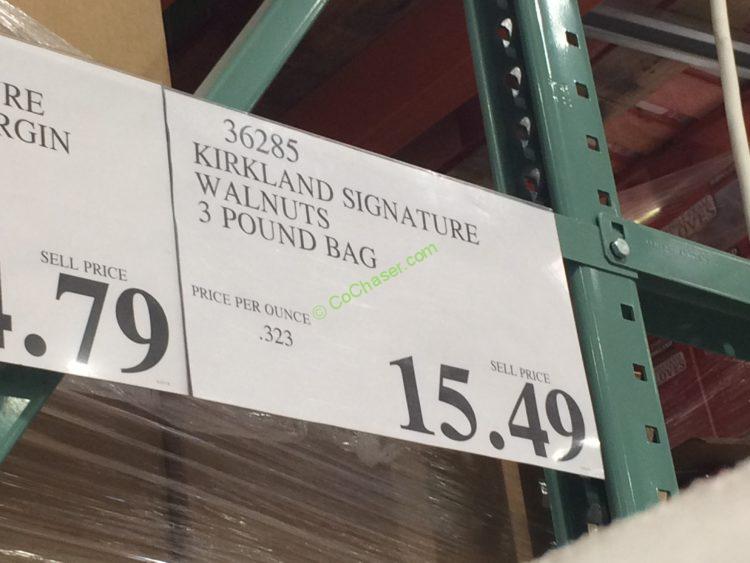 RE
RGIN
SELL PRICE
.79
36285
KIRKLAND SIGNATURE
WALNUTS
3 POUND BAG
PRICE PER OUNCE
.323
SELL PRICE
15.49
© CoChaser.com